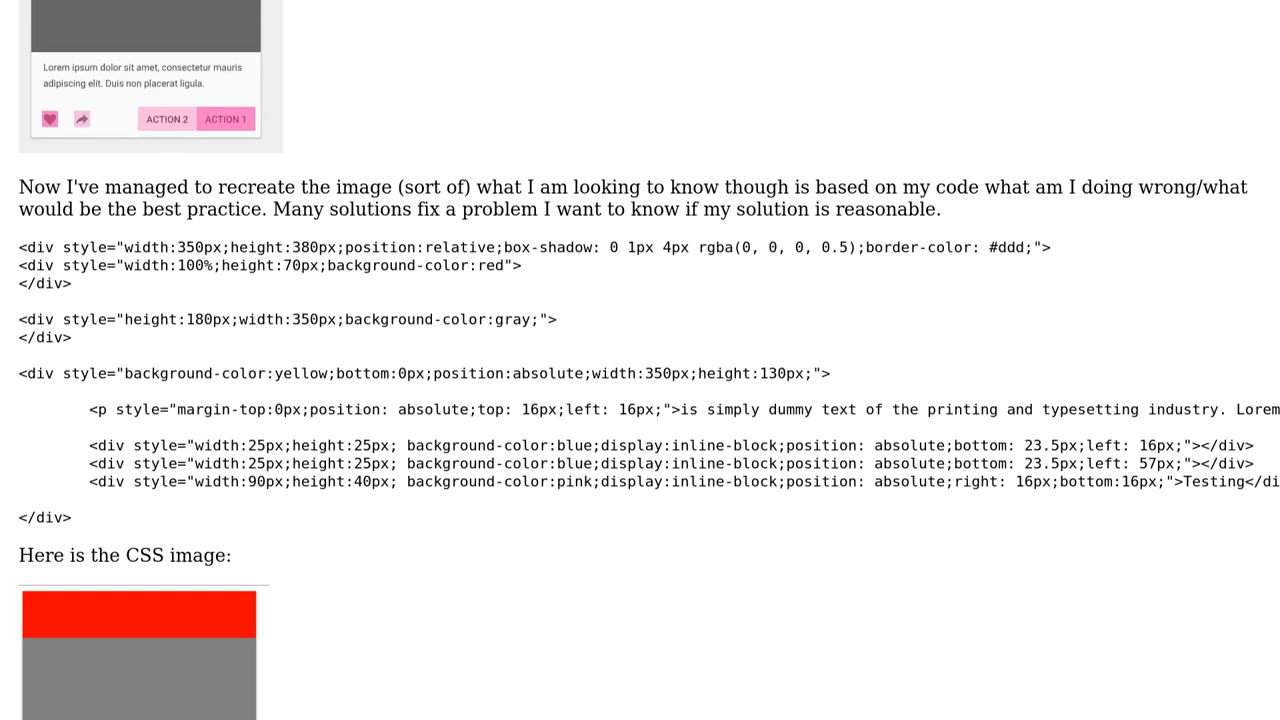 Lorem ipsum dolor sit amet, consectetur mauris
adipiscing elit. Duis non placerat ligula.
ACTION 2 ACTION 1
Now I've managed to recreate the image (sort of) what I am looking to know though is based on my code what am I doing wrong/what
would be the best practice. Many solutions fix a problem I want to know if my solution is reasonable.
<div style="width:350px;height:380px;position:relative;box-shadow: 0 1px 4px rgba(0, 0, 0, 0.5);border-color: #ddd;">
<div style="width:100%;height:70px;background-color:red">
</div>
<div style="height:180px;width:350px;background-color:gray;">
</div>
<div style="background-color:yellow;bottom:0px;position:absolute;width:350px;height:130px;">
<p style="margin-top:0px;position: absolute;top: 16px;left: 16px;">is simply dummy text of the printing and typesetting industry. Lorem
<div style="width:25px;height:25px; background-color:blue;display:inline-block;position: absolute;bottom: 23.5px;left: 16px;"></div>
<div style="width:25px;height:25px; background-color:blue;display:inline-block;position: absolute;bottom: 23.5px;left: 57px;"></div>
<div style="width:90px;height:40px; background-color:pink;display:inline-block;position: absolute;right: 16px;bottom:16px;">Testing</di
</div>
Here is the CSS image: